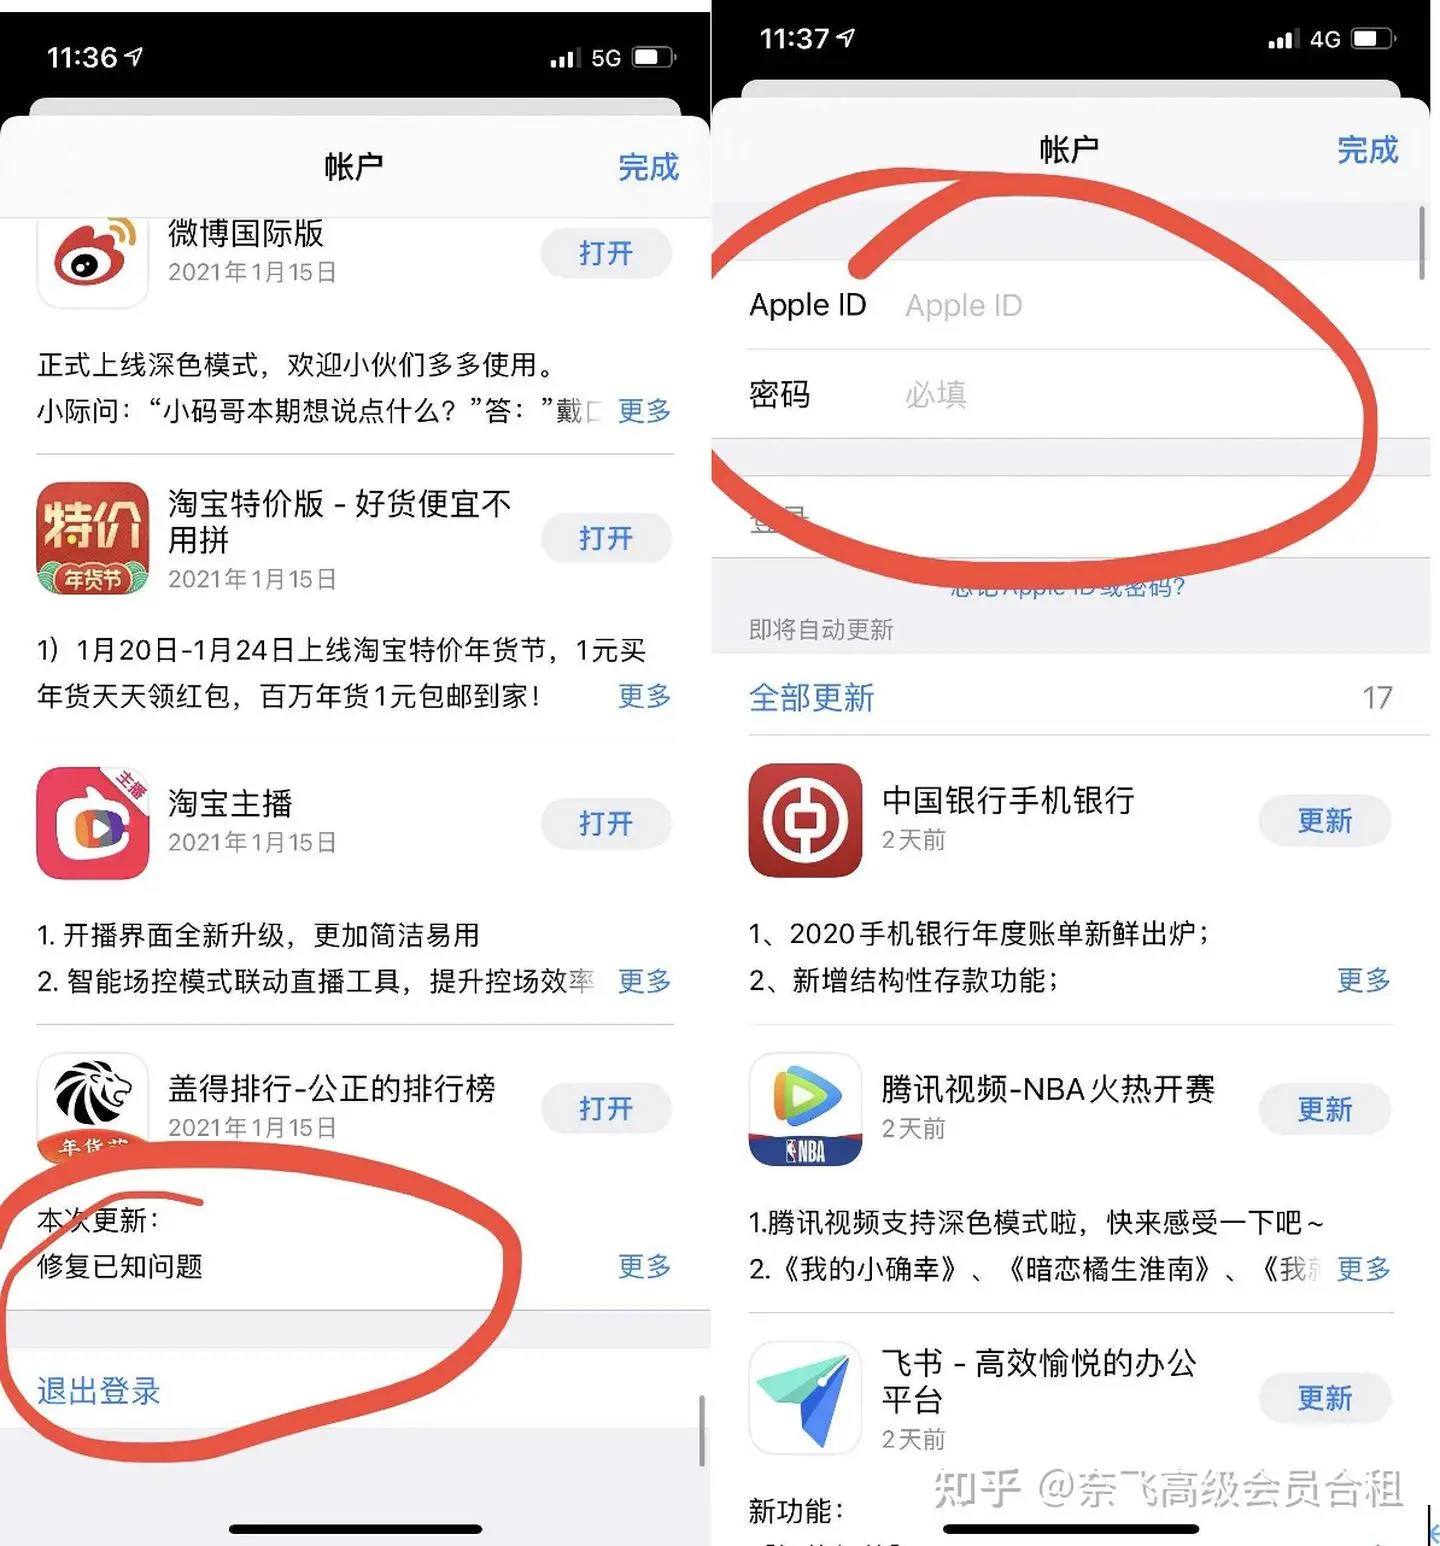 11:36
5G
帐户
完成
微博国际版
2021年1月15日
打开
正式上线深色模式，欢迎小伙们多多使用。
小际问：“小码哥本期想说点什么？”答：”戴口
更多
特价
年货节
淘宝特价版 - 好货便宜不
用拼
2021年1月15日
打开
1）1月20日-1月24日上线淘宝特价年货节，1元买
年货天天领红包，百万年货1元包邮到家！
更多
主播
淘宝主播
2021年1月15日
打开
1. 开播界面全新升级，更加简洁易用
2. 智能场控模式联动直播工具，提升控场效率
更多
年货节
盖得排行-公正的排行榜
2021年1月15日
打开
本次更新：
修复已知问题
更多
退出登录
11:37
4G
帐户
完成
Apple ID
Apple ID
密码
必填
登录
忘记 Apple ID 或密码?
即将自动更新
全部更新
17
中国银行手机银行
2天前
更新
1、2020手机银行年度账单新鲜出炉；
2、新增结构性存款功能；
更多
NBA
腾讯视频-NBA火热开赛
2天前
更新
1.腾讯视频支持深色模式啦，快来感受一下吧~
2.《我的小确幸》、《暗恋橘生淮南》、《我
更多
飞书 - 高效愉悦的办公
平台
2天前
更新
新功能：
知乎 @奈飞高级会员合租